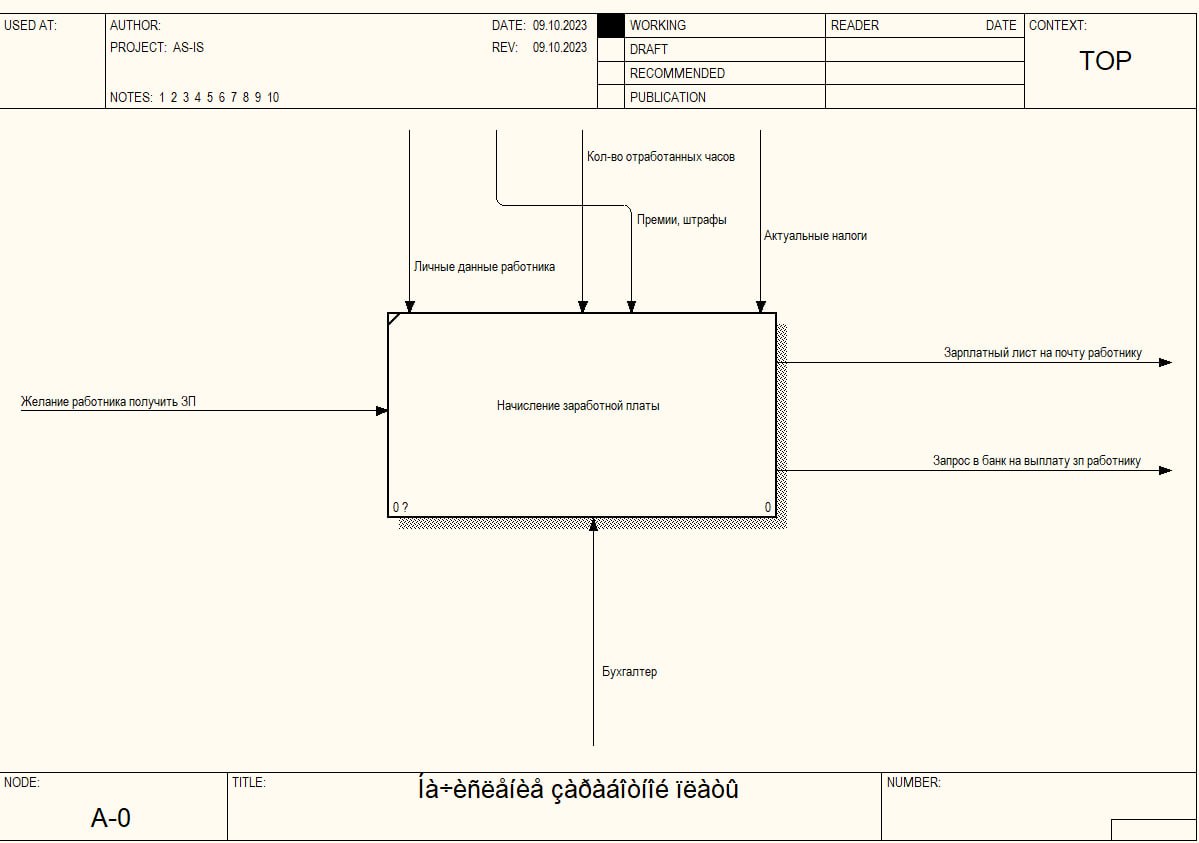 USED AT:
AUTHOR:
DATE: 09.10.2023
WORKING
READER
DATE
CONTEXT:
PROJECT: AS-IS
REV: 09.10.2023
DRAFT
TOP
RECOMMENDED
NOTES: 1 2 3 4 5 6 7 8 9 10
PUBLICATION
Кол-во отработанных часов
Премии, штрафы
Актуальные налоги
Личные данные работника
Зарплатный лист на почту работнику
Желание работника получить ЗП
Начисление заработной платы
Запрос в банк на выплату зп работнику
0 ?
0
Бухгалтер
NODE:
TITLE:
Íà÷èñëåíèå çàðàáîòíîé ïëàòû
NUMBER:
A-0